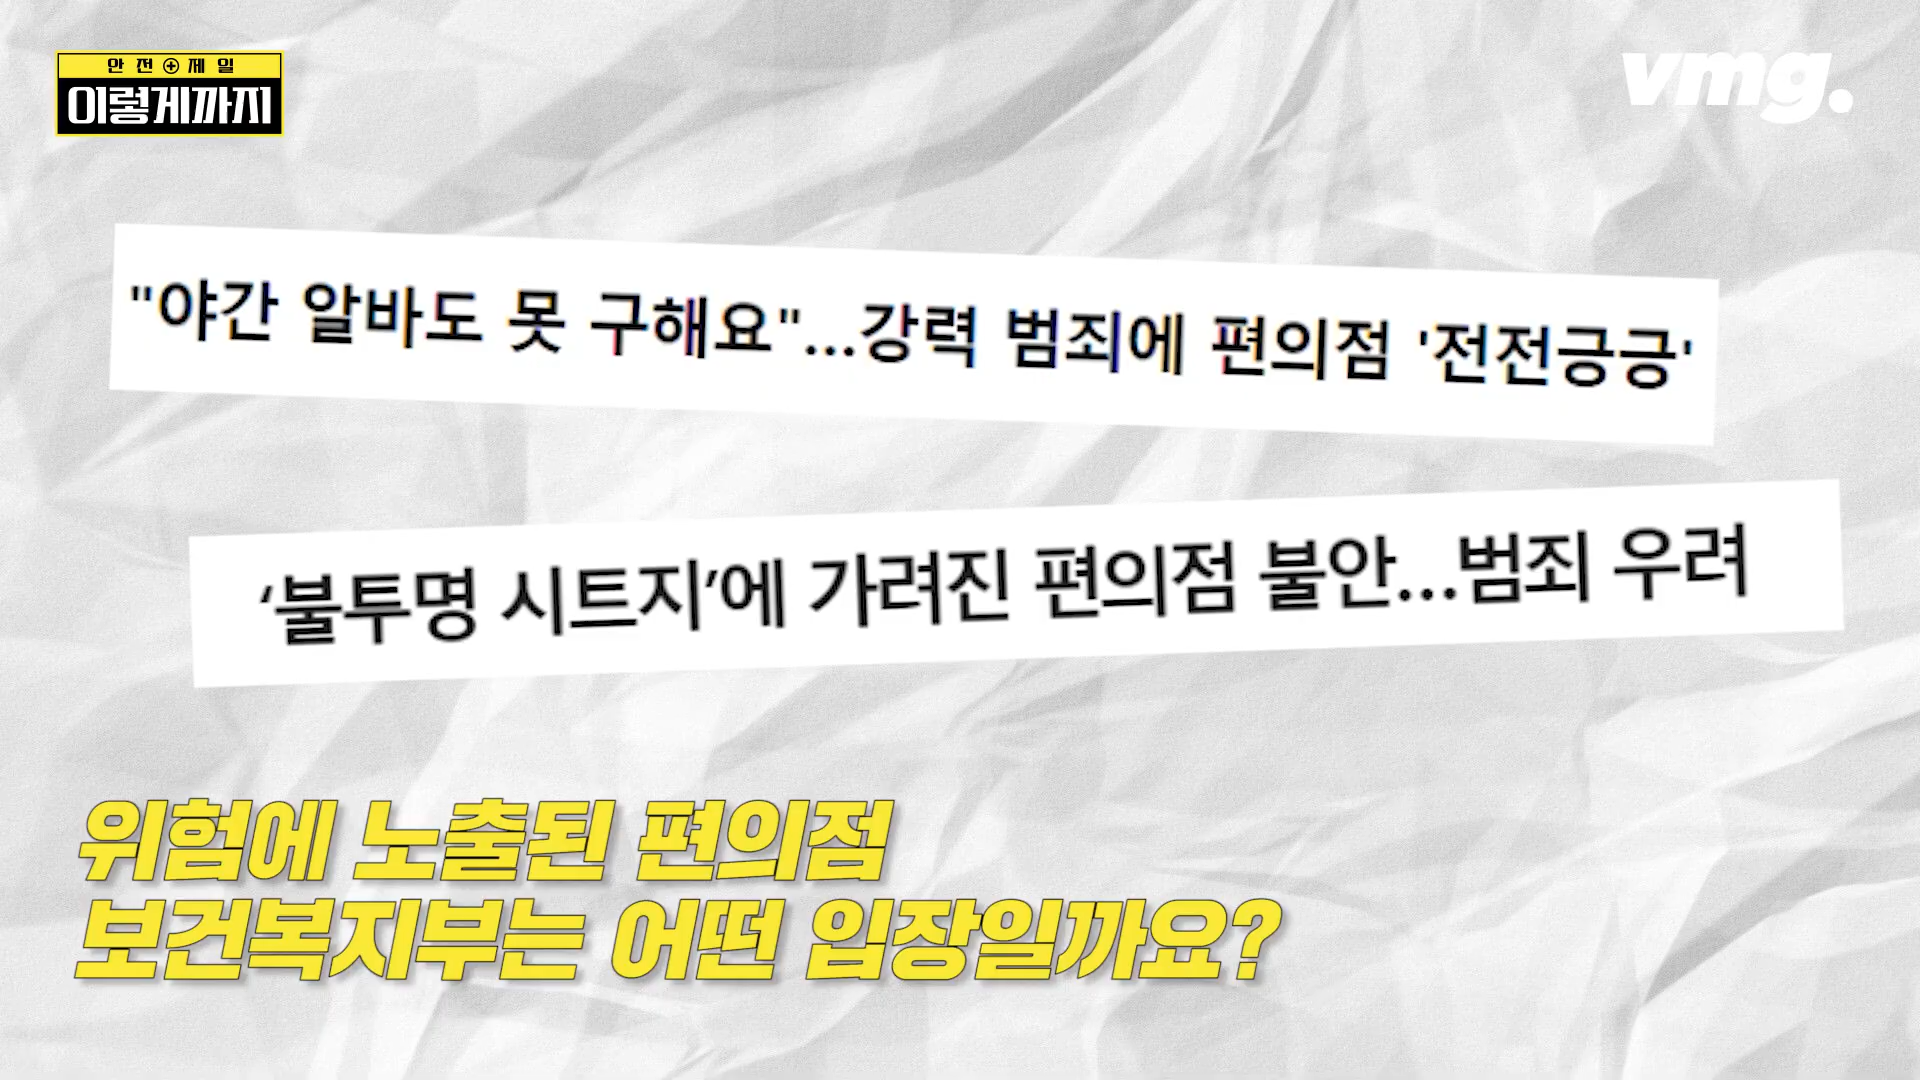 안전+제일
이렇게까지
vmg.
"야간 알바도 못 구해요"...강력 범죄에 편의점 '전전긍긍'
‘불투명 시트지’에 가려진 편의점 불안...범죄 우려
위험에 노출된 편의점
보건복지부는 어떤 입장일까요?